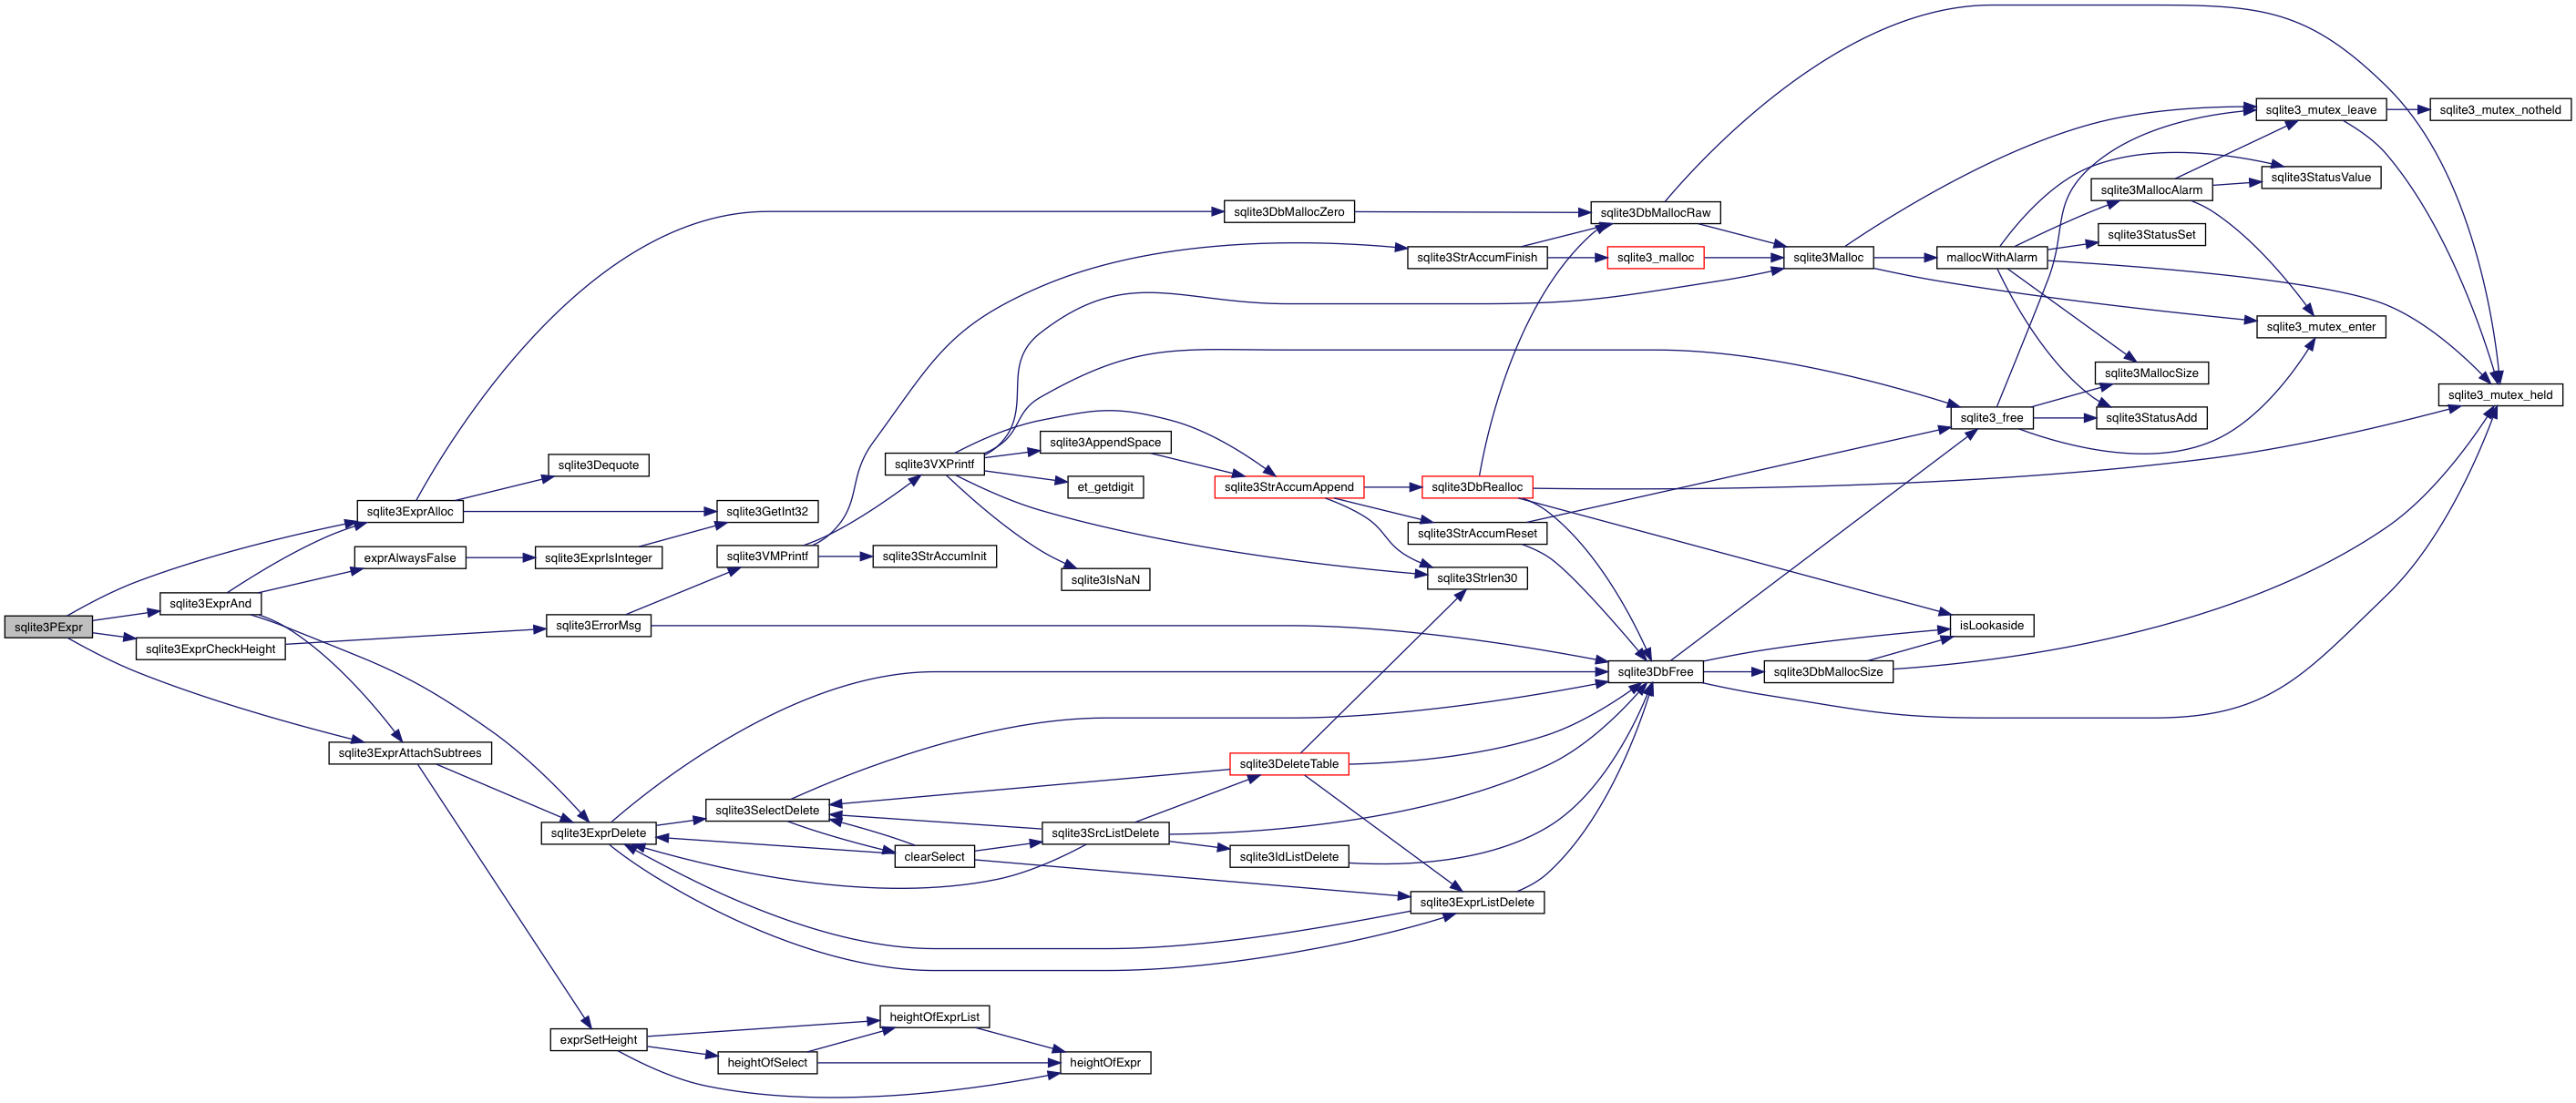 sqlite3_mutex_leave
sqlite3_mutex_notheld
sqlite3StatusValue
sqlite3MallocAlarm
sqlite3DbMallocZero
sqlite3DbMallocRaw
sqlite3StatusSet
sqlite3StrAccumFinish
sqlite3_malloc
sqlite3Malloc
mallocWithAlarm
sqlite3_mutex_enter
sqlite3MallocSize
sqlite3_mutex_held
sqlite3_free
sqlite3StatusAdd
sqlite3AppendSpace
sqlite3Dequote
sqlite3VXPrintf
et_getdigit
sqlite3StrAccumAppend
sqlite3DbRealloc
sqlite3ExprAlloc
sqlite3GetInt32
sqlite3StrAccumReset
exprAlwaysFalse
sqlite3ExprIsInteger
sqlite3VMPrintf
sqlite3StrAccumInit
sqlite3IsNaN
sqlite3Strlen30
sqlite3ExprAnd
sqlite3PExpr
sqlite3ErrorMsg
isLookaside
sqlite3ExprCheckHeight
sqlite3DbFree
sqlite3DbMallocSize
sqlite3ExprAttachSubtrees
sqlite3DeleteTable
sqlite3SelectDelete
sqlite3ExprDelete
sqlite3SrcListDelete
clearSelect
sqlite3IdListDelete
sqlite3ExprListDelete
heightOfExprList
exprSetHeight
heightOfSelect
heightOfExpr